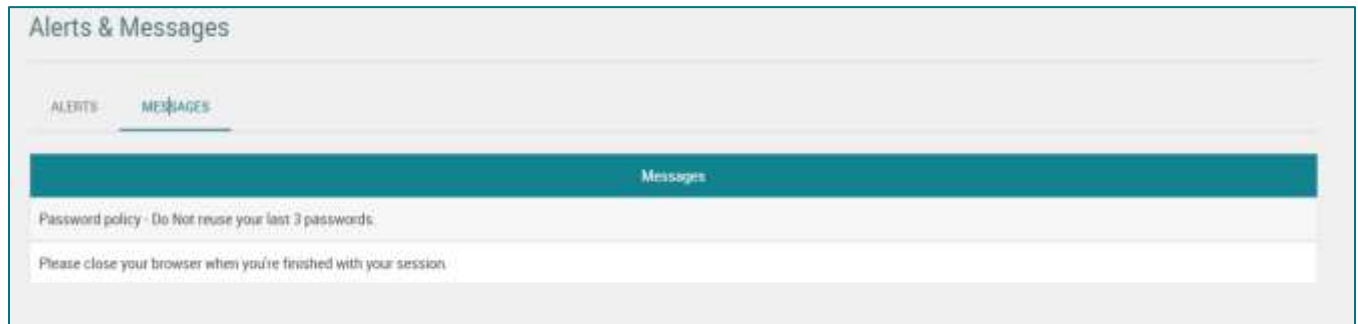 Alerts & Messages
ALERTS MESSAGES
Messages
Password policy - Do Not reuse your last 3 passwords.
Please close your browser when you're finished with your session.